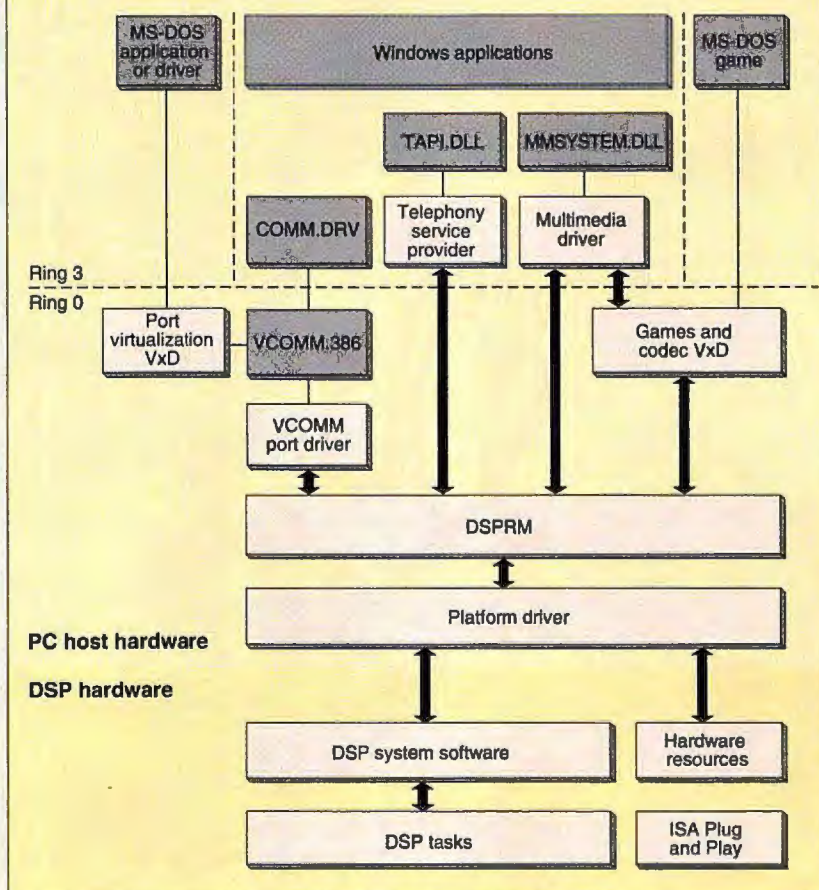 MS-DOS
application
or driver
Windows applications
MS-DOS
game
TAPI.DLL
MMSYSTEM.DLL
COMM.DRV
Telephony
service
provider
Multimedia
driver
Ring 3
Ring 0
Port
virtualization
VxD
VCOMM.386
Games and
codec VxD
VCOMM
port driver
DSPRM
Platform driver
PC host hardware
DSP hardware
DSP system software
Hardware
resources
DSP tasks
ISA Plug
and Play